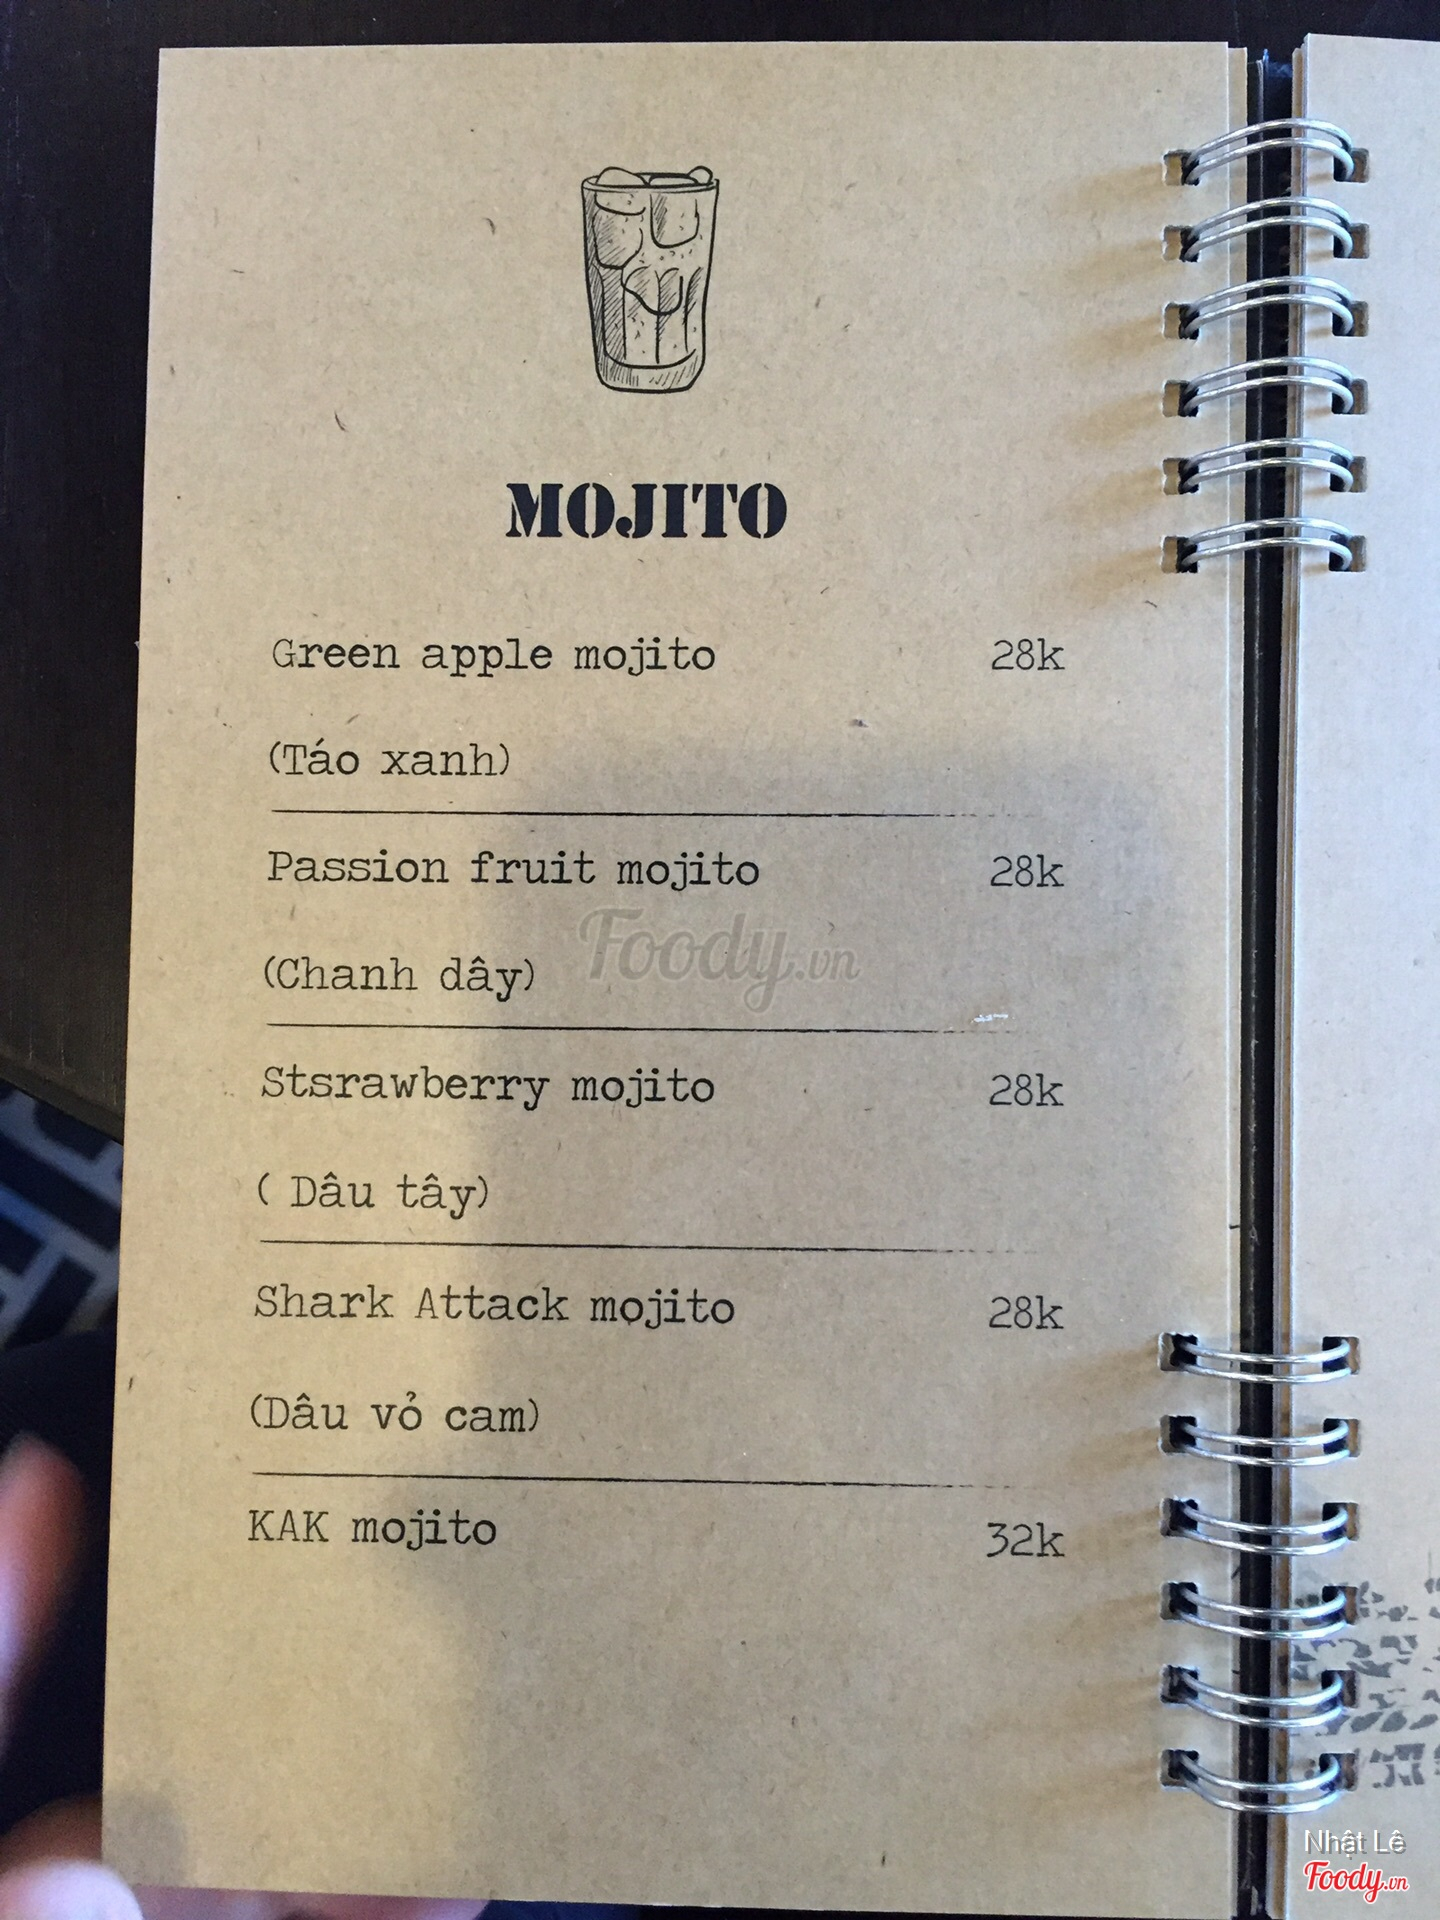 MOJITO
Green apple mojito 28k
(Táo xanh)
Passion fruit mojito 28k
Foody.vn
(Chanh dây)
Stsrawberry mojito 28k
( Dâu tây)
Shark Attack mojito 28k
(Dâu vỏ cam)
KAK mojito 32k
Nhật Lê
Foody.vn